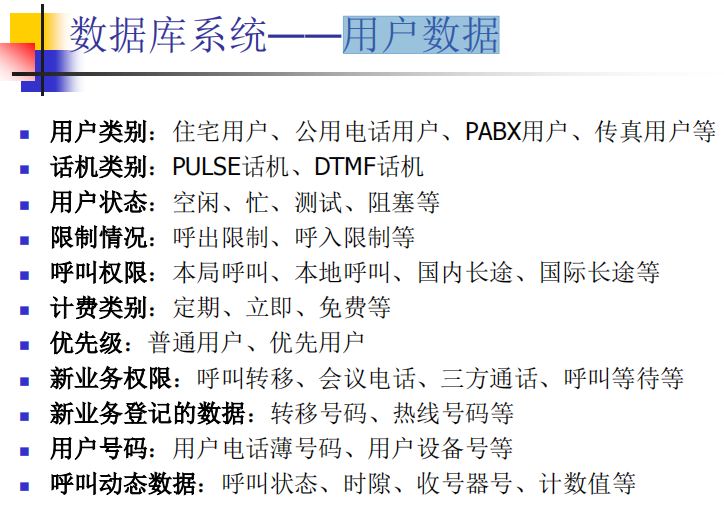 数据库系统——用户数据
用户类别：住宅用户、公用电话用户、PABX用户、传真用户等
话机类别：PULSE话机、DTMF话机
用户状态：空闲、忙、测试、阻塞等
限制情况：呼出限制、呼入限制等
呼叫权限：本局呼叫、本地呼叫、国内长途、国际长途等
计费类别：定期、立即、免费等
优先级：普通用户、优先用户
新业务权限：呼叫转移、会议电话、三方通话、呼叫等待等
新业务登记的数据：转移号码、热线号码等
用户号码：用户电话薄号码、用户设备号等
呼叫动态数据：呼叫状态、时隙、收号器号、计数值等